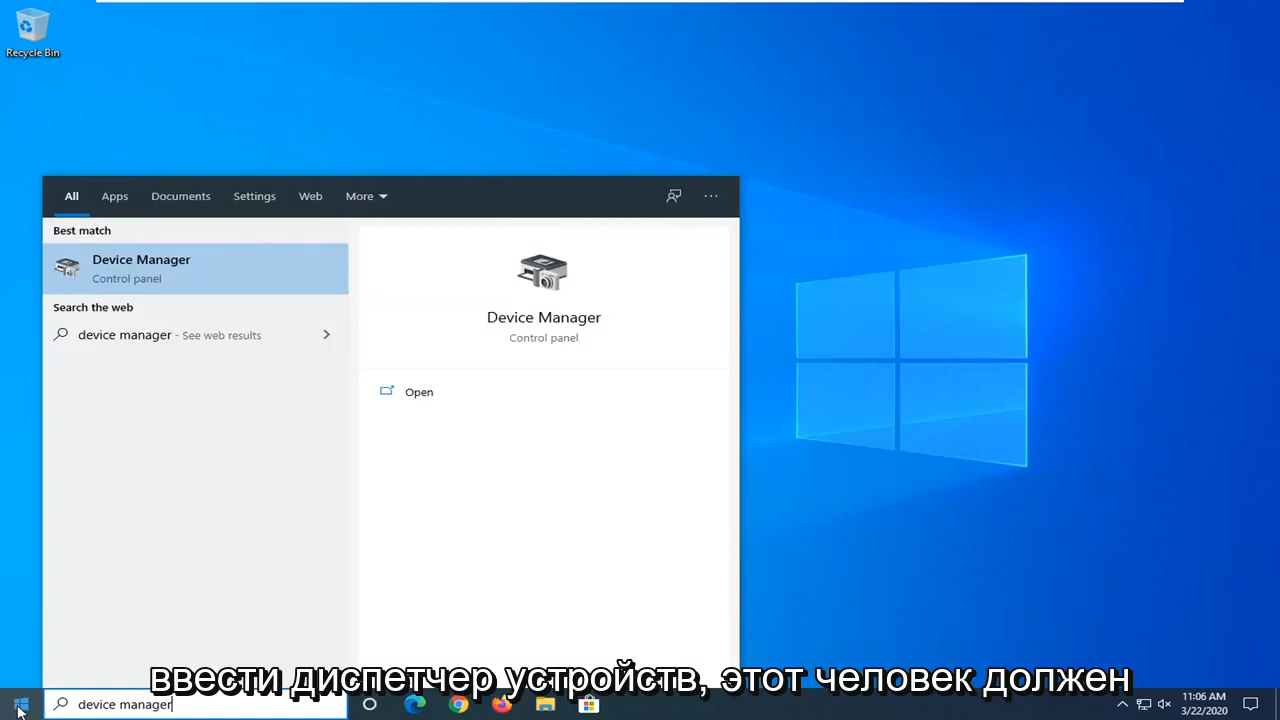 Recycle Bin
All Apps Documents Settings Web More
Best match
Device Manager
Control panel
Search the web
device manager - See web results
Device Manager
Control panel
Open
ввести диспетчер устройств, этот человек должен
device manager
11:06 AM
3/22/2020